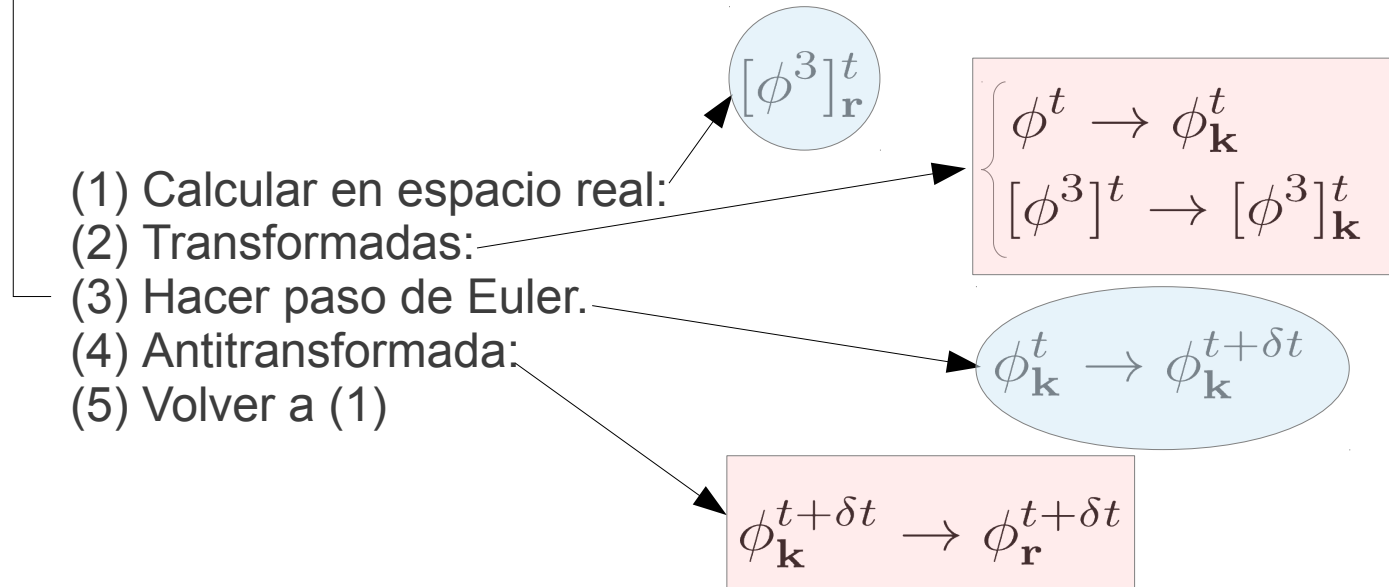 [ϕ³]ᵗ_𝐫
ϕᵗ → ϕᵗ_𝐤
[ϕ³]ᵗ → [ϕ³]ᵗ_𝐤
(1) Calcular en espacio real:
(2) Transformadas:
(3) Hacer paso de Euler.
(4) Antitransformada:
(5) Volver a (1)
ϕᵗ_𝐤 → ϕ^{t+δt}_𝐤
ϕ^{t+δt}_𝐤 → ϕ^{t+δt}_𝐫